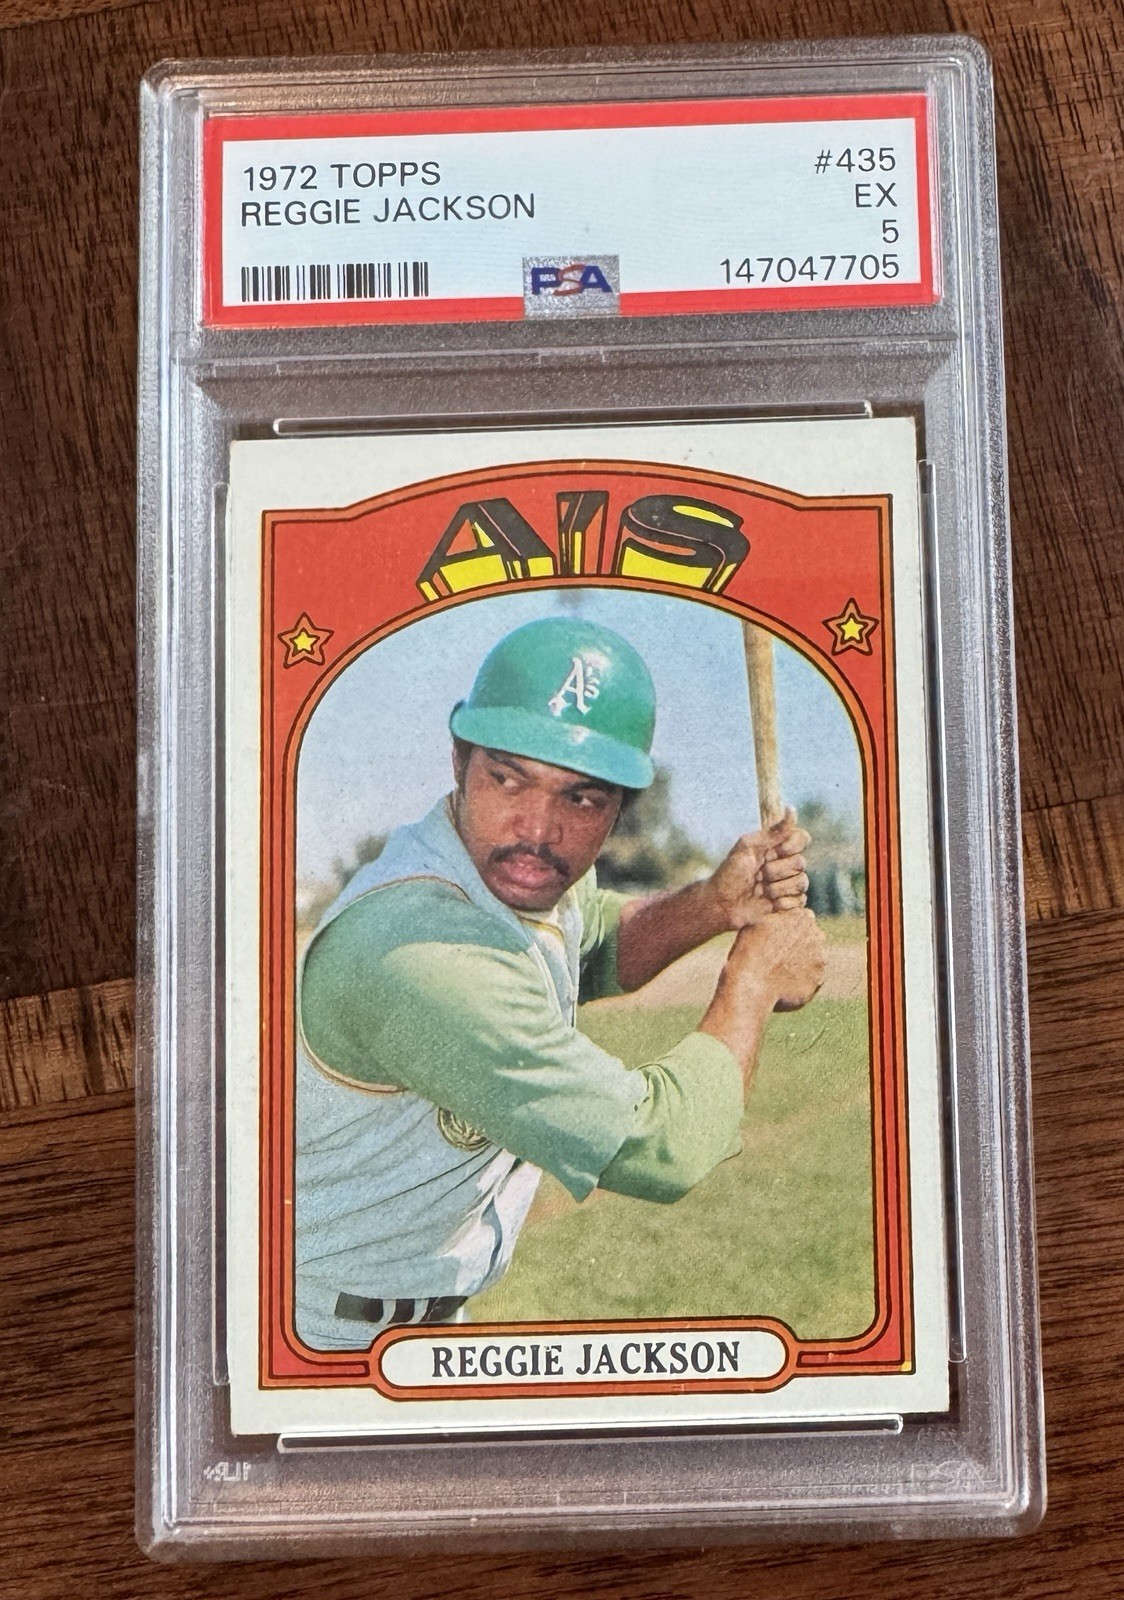 1972 TOPPS #435
REGGIE JACKSON EX
5
PSA 147047705
A'S
A's
REGGIE JACKSON